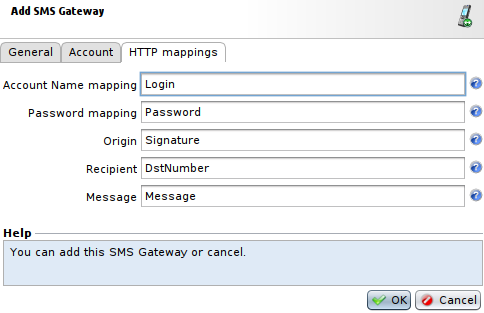 Add SMS Gateway
General Account HTTP mappings
Account Name mapping Login
Password mapping Password
Origin Signature
Recipient DstNumber
Message Message
Help
You can add this SMS Gateway or cancel.
OK Cancel